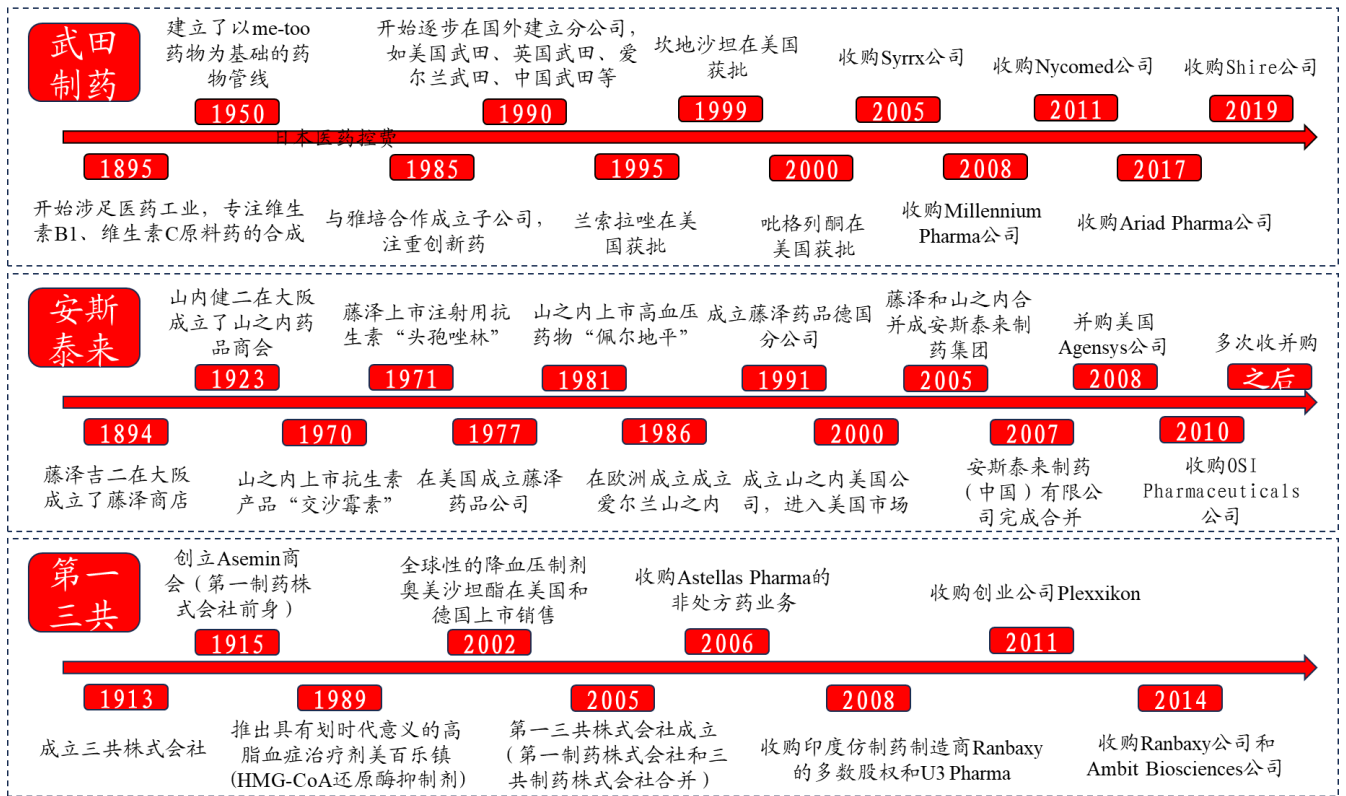 武田
制药
建立了以me-too
药物为基础的药
物管线
1950
开始逐步在国外建立分公司，
如美国武田、英国武田、爱
尔兰武田、中国武田等
1990
坎地沙坦在美国
获批
1999
收购Syrrx公司
2005
收购Nycomed公司
2011
收购Shire公司
2019
日本医药控费
1895
开始涉足医药工业，专注维生
素B1、维生素C原料药的合成
1985
与雅培合作成立子公司，
注重创新药
1995
兰索拉唑在美
国获批
2000
吡格列酮在
美国获批
2008
收购Millennium
Pharma公司
2017
收购Ariad Pharma公司
安斯
泰来
山内健二在大阪
成立了山之内药
品商会
1923
藤泽上市注射用抗
生素“头孢唑林”
1971
山之内上市高血压
药物“佩尔地平”
1981
成立藤泽药品德国
分公司
1991
藤泽和山之内合
并成安斯泰来制
药集团
2005
并购美国
Agensys公司
2008
多次收并购
之后
1894
藤泽吉二在大阪
成立了藤泽商店
1970
山之内上市抗生素
产品“交沙霉素”
1977
在美国成立藤泽
药品公司
1986
在欧洲成立成立
爱尔兰山之内
2000
成立山之内美国公
司，进入美国市场
2007
安斯泰来制药
（中国）有限公
司完成合并
2010
收购OSI
Pharmaceuticals
公司
第一
三共
创立Asemin商
会（第一制药株
式会社前身）
1915
全球性的降血压制剂
奥美沙坦酯在美国和
德国上市销售
2002
收购Astellas Pharma的
非处方药业务
2006
收购创业公司Plexxikon
2011
1913
成立三共株式会社
1989
推出具有划时代意义的高
脂血症治疗剂美百乐镇
(HMG-CoA还原酶抑制剂)
2005
第一三共株式会社成立
（第一制药株式会社和三
共制药株式会社合并）
2008
收购印度仿制药制造商Ranbaxy
的多数股权和U3 Pharma
2014
收购Ranbaxy公司和
Ambit Biosciences公司